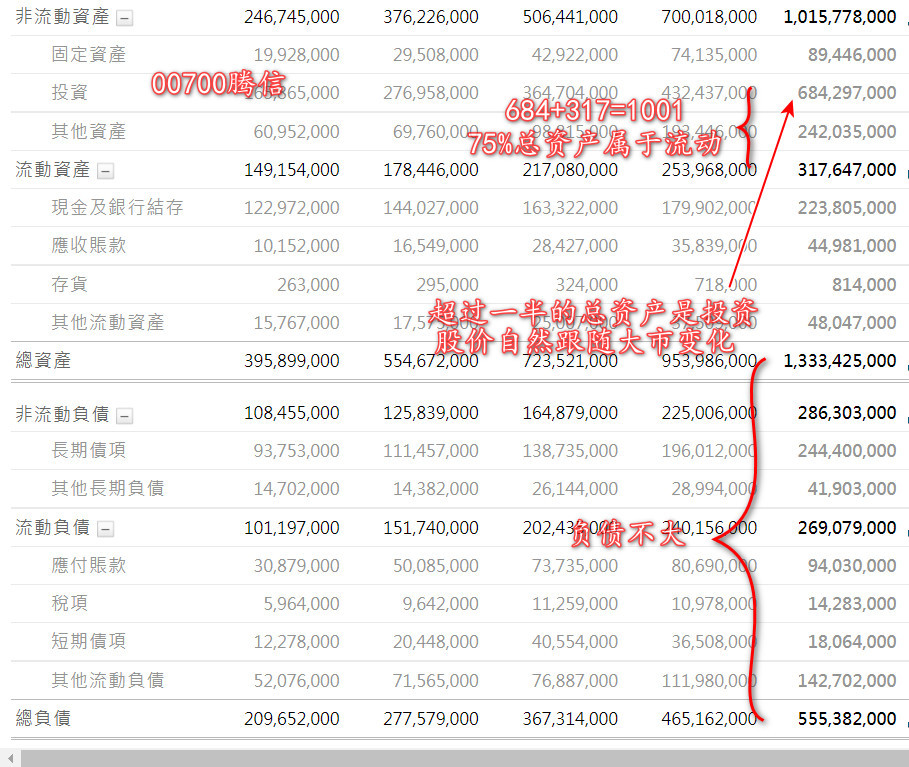 非流動資產 246,745,000 376,226,000 506,441,000 700,018,000 1,015,778,000
固定資產 19,928,000 29,508,000 42,922,000 74,135,000 89,446,000
00700腾信
投資 276,958,000 364,704,000 432,437,000 684,297,000
684+317=1001
其他資產 60,952,000 69,760,000 242,035,000
75%总资产属于流动
流動資產 149,154,000 178,446,000 217,080,000 253,968,000 317,647,000
現金及銀行結存 122,972,000 144,027,000 163,322,000 179,902,000 223,805,000
應收賬款 10,152,000 16,549,000 28,427,000 35,839,000 44,981,000
存貨 263,000 295,000 324,000 718,000 814,000
超过一半的总资产是投资
其他流動資產 15,767,000 48,047,000
股价自然跟随大市变化
總資產 395,899,000 554,672,000 723,521,000 953,986,000 1,333,425,000
非流動負債 108,455,000 125,839,000 164,879,000 225,006,000 286,303,000
長期債項 93,753,000 111,457,000 138,735,000 196,012,000 244,400,000
其他長期負債 14,702,000 14,382,000 26,144,000 28,994,000 41,903,000
流動負債 101,197,000 151,740,000 240,156,000 269,079,000
负债不大
應付賬款 30,879,000 50,085,000 73,735,000 80,690,000 94,030,000
稅項 5,964,000 9,642,000 11,259,000 10,978,000 14,283,000
短期債項 12,278,000 20,448,000 40,554,000 36,508,000 18,064,000
其他流動負債 52,076,000 71,565,000 76,887,000 111,980,000 142,702,000
總負債 209,652,000 277,579,000 367,314,000 465,162,000 555,382,000